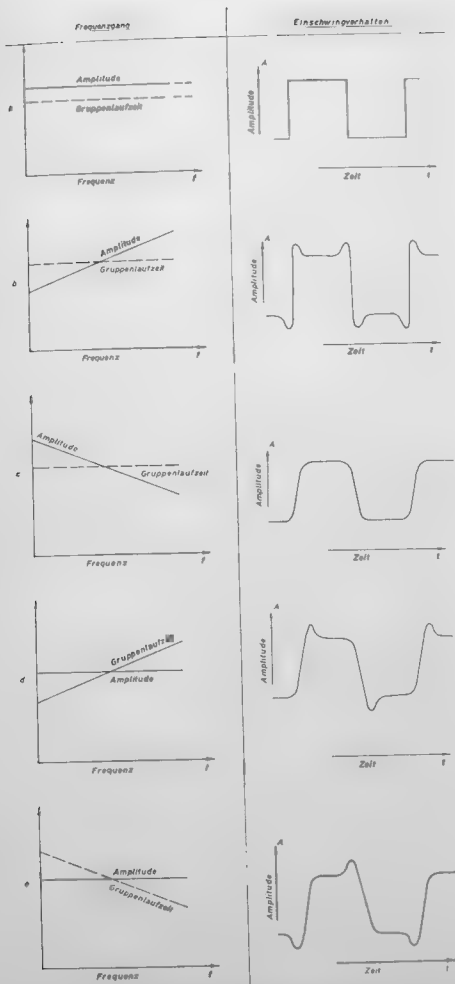 Frequenzgang
Einschwingverhalten
a
Amplitude
Gruppenlaufzeit
Frequenz
f
A
Amplitude
Zeit
t
b
Amplitude
Gruppenlaufzeit
Frequenz
f
A
Amplitude
Zeit
t
c
Amplitude
Gruppenlaufzeit
Frequenz
f
A
Amplitude
Zeit
t
d
Gruppenlaufz
Amplitude
Frequenz
f
A
Amplitude
Zeit
t
e
Amplitude
Gruppenlaufzeit
Frequenz
f
A
Amplitude
Zeit
t